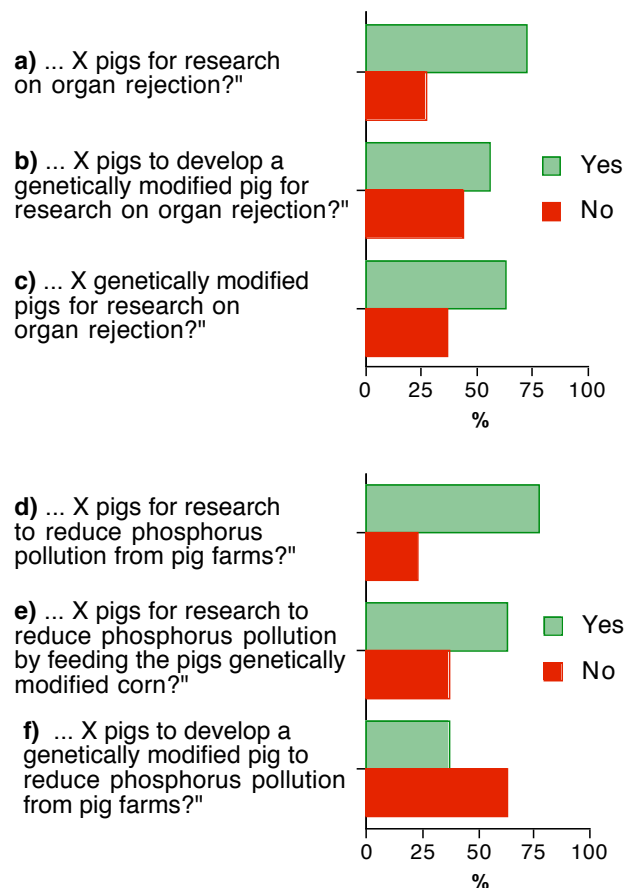 a) ... X pigs for research
on organ rejection?"
b) ... X pigs to develop a
genetically modified pig for
research on organ rejection?"
Yes
No
c) ... X genetically modified
pigs for research on
organ rejection?"
0 25 50 75 100
%
d) ... X pigs for research
to reduce phosphorus
pollution from pig farms?"
e) ... X pigs for research to
reduce phosphorus pollution
by feeding the pigs genetically
modified corn?"
Yes
No
f) ... X pigs to develop a
genetically modified pig to
reduce phosphorus pollution
from pig farms?"
0 25 50 75 100
%